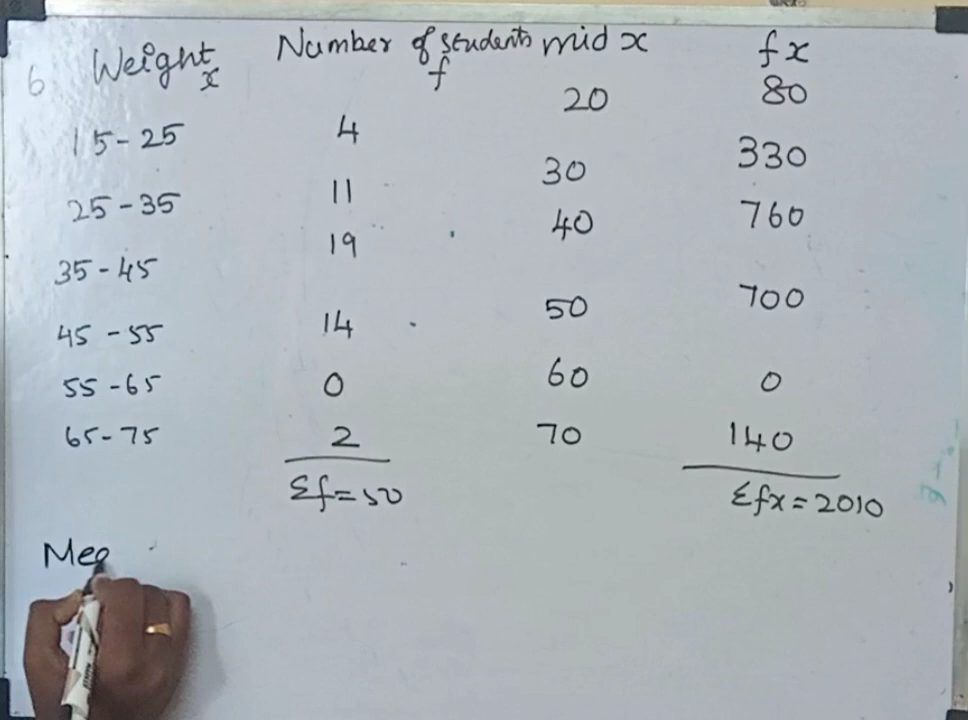 6 Weight Number of students mid x fx
x f
15-25 4 20 80
25-35 11 30 330
35-45 19 40 760
45-55 14 50 700
55-65 0 60 0
65-75 2 70 140
Σf=50 Σfx=2010
Mea